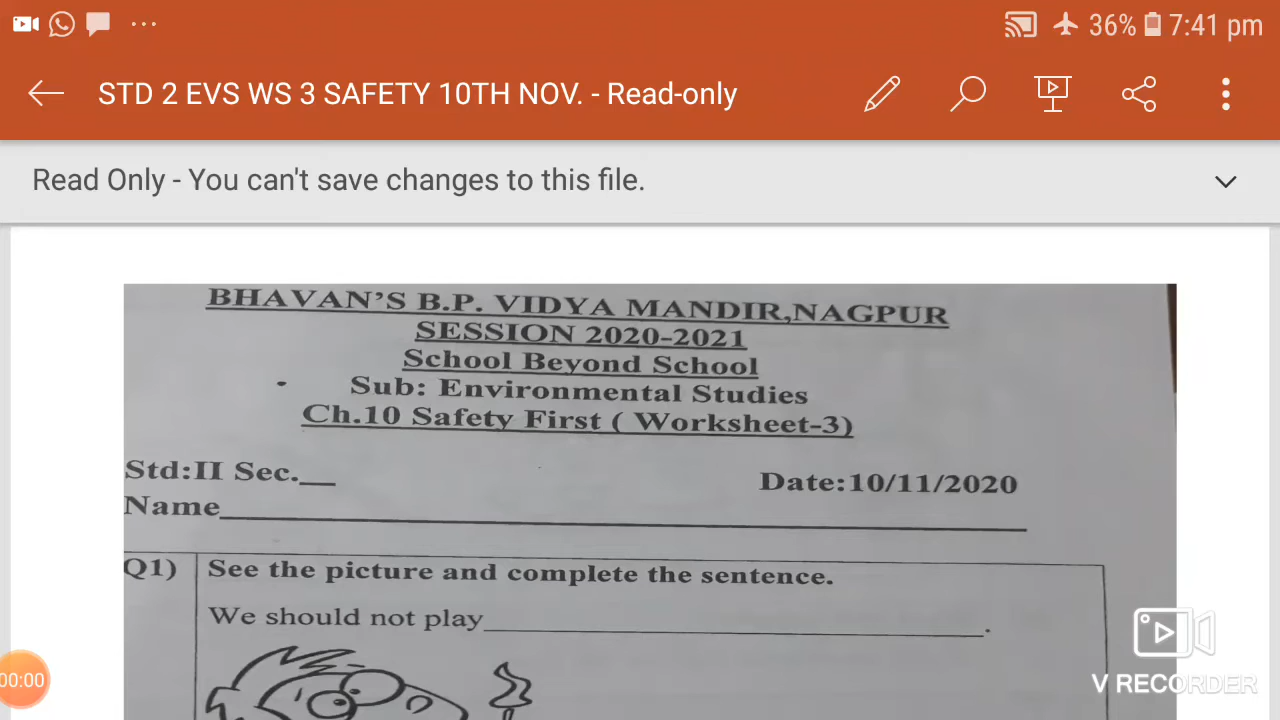 36% 7:41 pm
STD 2 EVS WS 3 SAFETY 10TH NOV. - Read-only
Read Only - You can't save changes to this file.
BHAVAN'S B.P. VIDYA MANDIR,NAGPUR
SESSION 2020-2021
School Beyond School
Sub: Environmental Studies
Ch.10 Safety First ( Worksheet-3)
Std:II Sec.__
Date:10/11/2020
Name____________________
Q1) See the picture and complete the sentence.
We should not play____________________.
00:00
V RECORDER